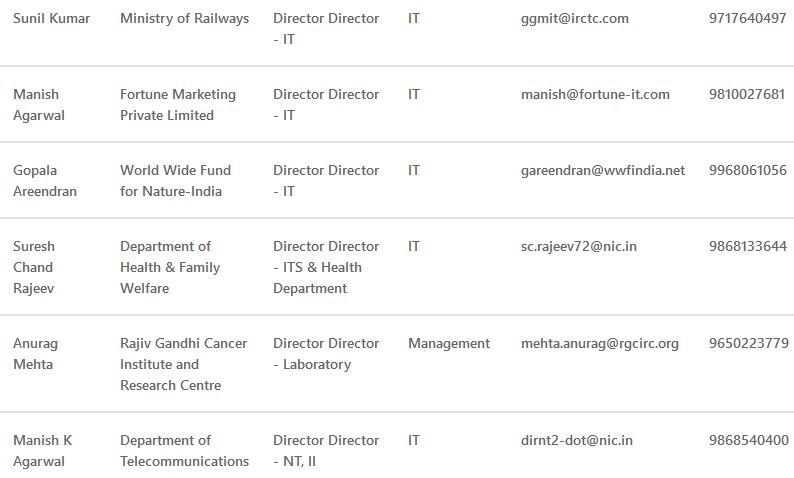 Sunil Kumar Ministry of Railways Director Director IT ggmit@irctc.com 9717640497
- IT
Manish Fortune Marketing Director Director IT manish@fortune-it.com 9810027681
Agarwal Private Limited - IT
Gopala World Wide Fund Director Director IT gareendran@wwfindia.net 9968061056
Areendran for Nature-India - IT
Suresh Department of Director Director IT sc.rajeev72@nic.in 9868133644
Chand Health & Family - ITS & Health
Rajeev Welfare Department
Anurag Rajiv Gandhi Cancer Director Director Management mehta.anurag@rgcirc.org 9650223779
Mehta Institute and - Laboratory
Research Centre
Manish K Department of Director Director IT dirnt2-dot@nic.in 9868540400
Agarwal Telecommunications - NT, II